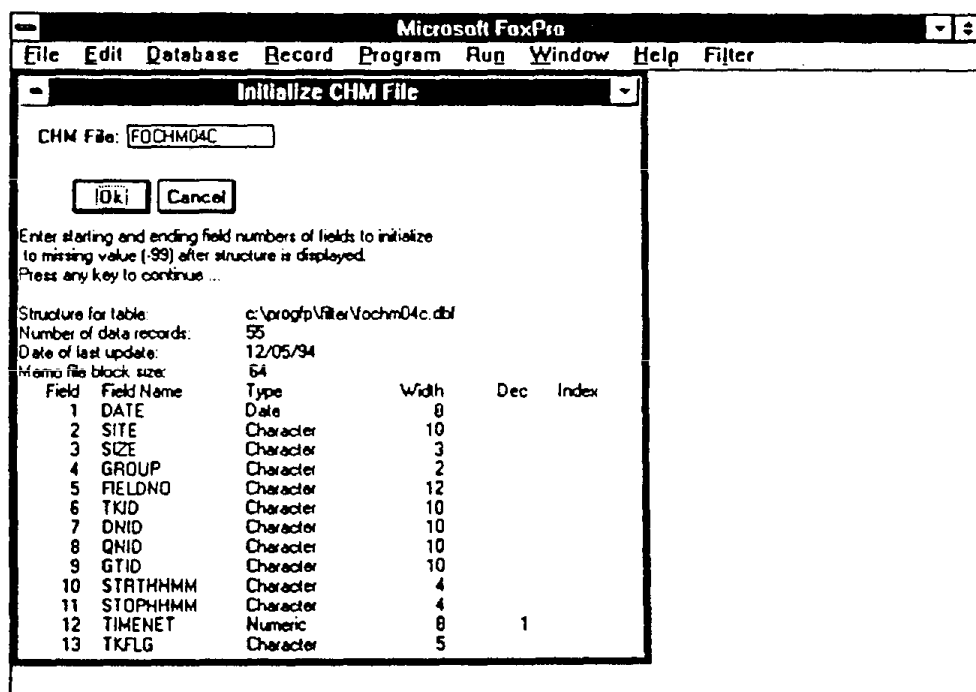 Microsoft FoxPro
File Edit Database Record Program Run Window Help Filter
Initialize CHM File
CHM File: FOCHM04C
Ok Cancel
Enter starting and ending field numbers of fields to initialize
to missing value (-99) after structure is displayed.
Press any key to continue ...
Structure for table: c:\progfp\filter\fochm04c.dbf
Number of data records: 55
Date of last update: 12/05/94
Memo file block size: 64
Field Field Name Type Width Dec Index
1 DATE Date 8
2 SITE Character 10
3 SIZE Character 3
4 GROUP Character 2
5 FIELDNO Character 12
6 TKID Character 10
7 DNID Character 10
8 QNID Character 10
9 GTID Character 10
10 STRTHHMM Character 4
11 STOPHHMM Character 4
12 TIMENET Numeric 8 1
13 TKFLG Character 5